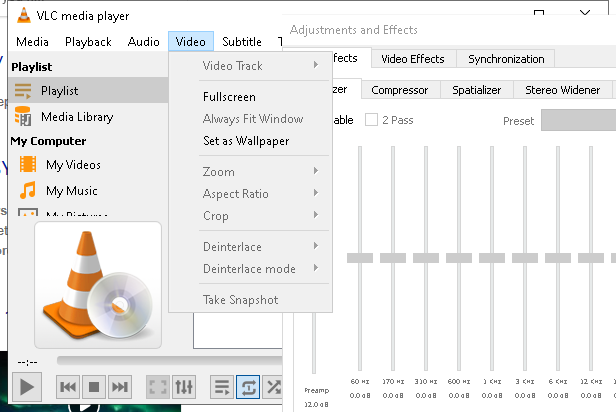 VLC media player
Media Playback Audio Video Subtitle T
Playlist
Playlist
Media Library
My Computer
My Videos
My Music
My Pictures
Video Track
Fullscreen
Always Fit Window
Set as Wallpaper
Zoom
Aspect Ratio
Crop
Deinterlace
Deinterlace mode
Take Snapshot
--:--
Adjustments and Effects
ffects Video Effects Synchronization
zer Compressor Spatializer Stereo Widener
able 2 Pass Preset
60 Hz 170 Hz 310 Hz 600 Hz 1 KHz 3 KHz 6 KHz 12 KHz
Preamp 0.0 dB 0.0 dB 0.0 dB 0.0 dB 0.0 dB 0.0 dB 0.0 dB 0.0 dB
12.0 dB